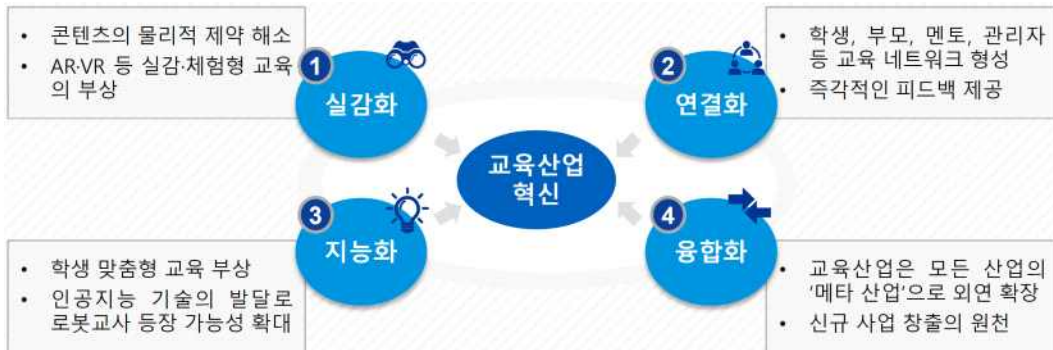 • 콘텐츠의 물리적 제약 해소
• AR·VR 등 실감·체험형 교육
의 부상
1
실감화
2
연결화
• 학생, 부모, 멘토, 관리자
등 교육 네트워크 형성
• 즉각적인 피드백 제공
교육산업
혁신
3
지능화
• 학생 맞춤형 교육 부상
• 인공지능 기술의 발달로
로봇교사 등장 가능성 확대
4
융합화
• 교육산업은 모든 산업의
'메타 산업'으로 외연 확장
• 신규 사업 창출의 원천